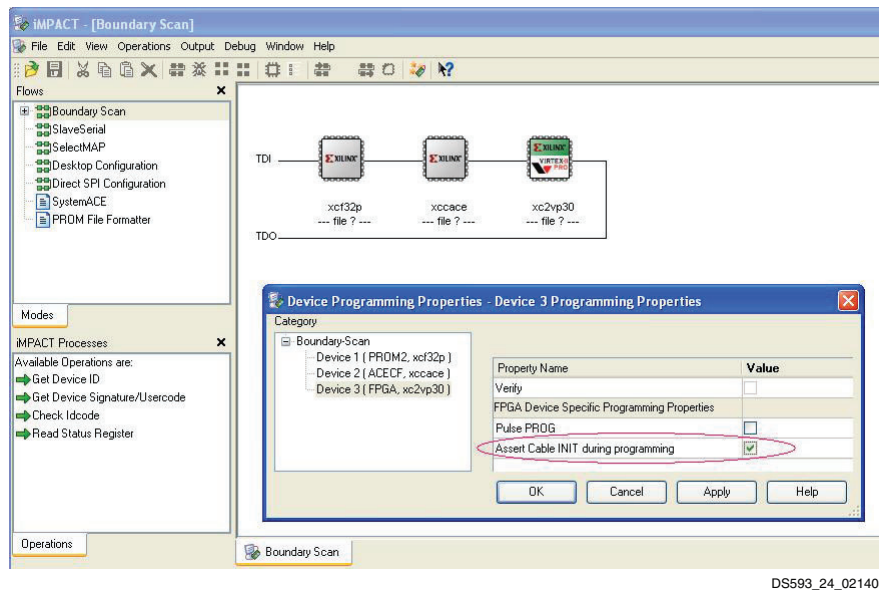 iMPACT - [Boundary Scan]
File Edit View Operations Output Debug Window Help
Flows
Boundary Scan
SlaveSerial
SelectMAP
Desktop Configuration
Direct SPI Configuration
SystemACE
PROM File Formatter
Modes
iMPACT Processes
Available Operations are:
Get Device ID
Get Device Signature/Usercode
Check Idcode
Read Status Register
Operations
TDI
XILINX
XILINX
XILINX
VIRTEX-II
PRO
xcf32p
xccace
xc2vp30
--- file ? ---
--- file ? ---
--- file ? ---
TDO
Device Programming Properties - Device 3 Programming Properties
Category
Boundary-Scan
Device 1 ( PROM2, xcf32p )
Device 2 ( ACECF, xccace )
Device 3 ( FPGA, xc2vp30 )
Property Name Value
Verify
FPGA Device Specific Programming Properties
Pulse PROG
Assert Cable INIT during programming
OK Cancel Apply Help
Boundary Scan
DS593_24_02140